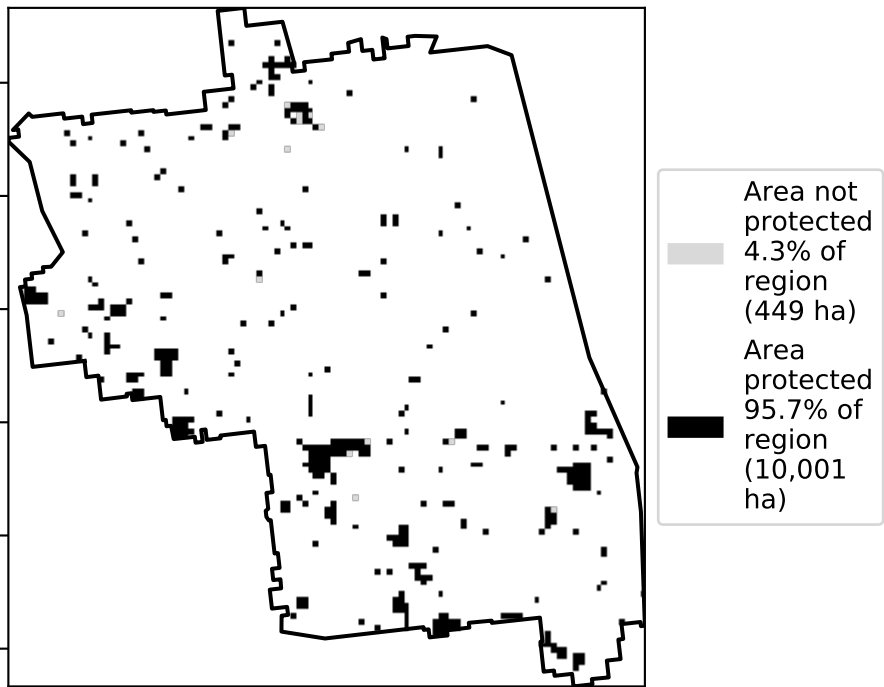 Area not
protected
4.3% of
region
(449 ha)
Area
protected
95.7% of
region
(10,001
ha)